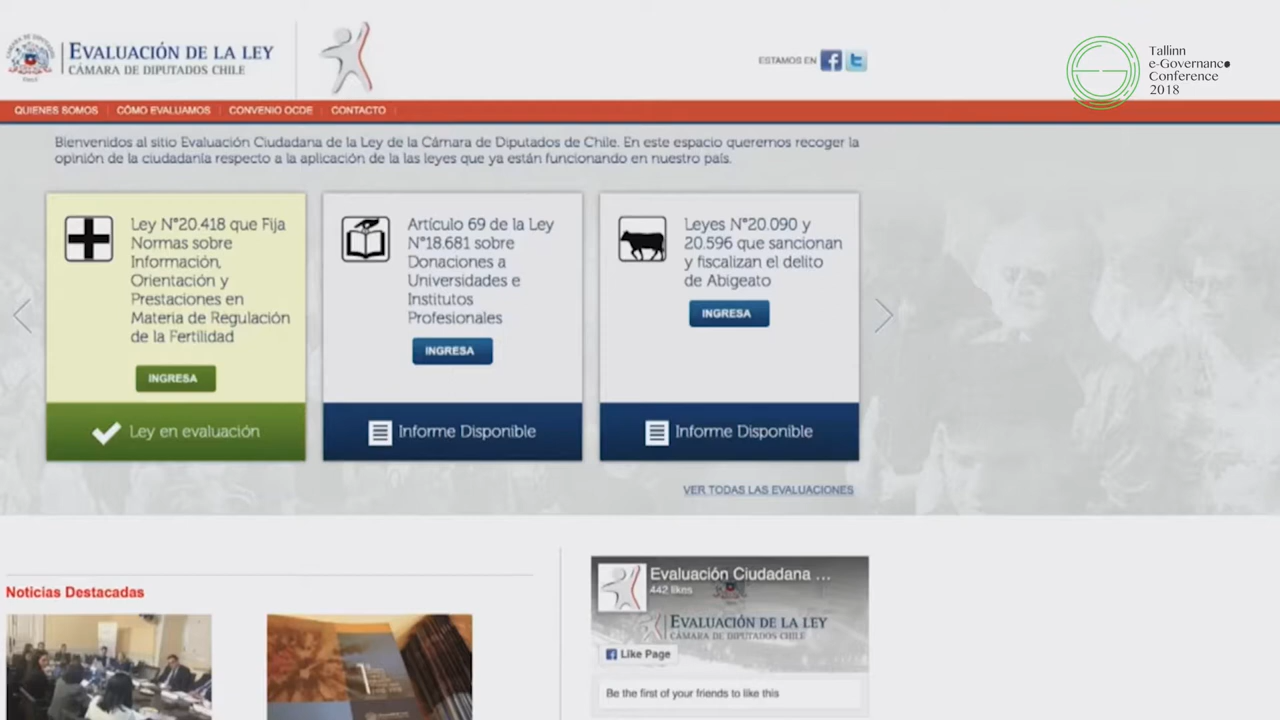 EVALUACIÓN DE LA LEY
CÁMARA DE DIPUTADOS CHILE
ESTAMOS EN
Tallinn
e-Governance
Conference
2018
QUIENES SOMOS
CÓMO EVALUAMOS
CONVENIO OCDE
CONTACTO
Bienvenidos al sitio Evaluación Ciudadana de la Ley de la Cámara de Diputados de Chile. En este espacio queremos recoger la
opinión de la ciudadanía respecto a la aplicación de la las leyes que ya están funcionando en nuestro país.
Ley N°20.418 que Fija
Normas sobre
Información,
Orientación y
Prestaciones en
Materia de Regulación
de la Fertilidad
INGRESA
Ley en evaluación
Artículo 69 de la Ley
N°18.681 sobre
Donaciones a
Universidades e
Institutos
Profesionales
INGRESA
Informe Disponible
Leyes N°20.090 y
20.596 que sancionan
y fiscalizan el delito
de Abigeato
INGRESA
Informe Disponible
VER TODAS LAS EVALUACIONES
Noticias Destacadas
Evaluación Ciudadana ...
442 likes
EVALUACIÓN DE LA LEY
CÁMARA DE DIPUTADOS CHILE
Like Page
Be the first of your friends to like this